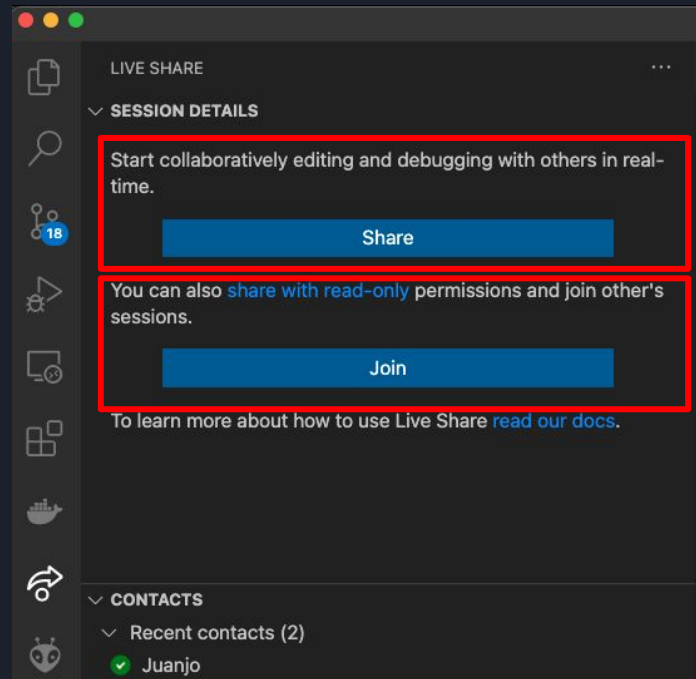 LIVE SHARE
SESSION DETAILS
Start collaboratively editing and debugging with others in real-
time.
18
Share
You can also share with read-only permissions and join other's
sessions.
Join
To learn more about how to use Live Share read our docs.
CONTACTS
Recent contacts (2)
Juanjo